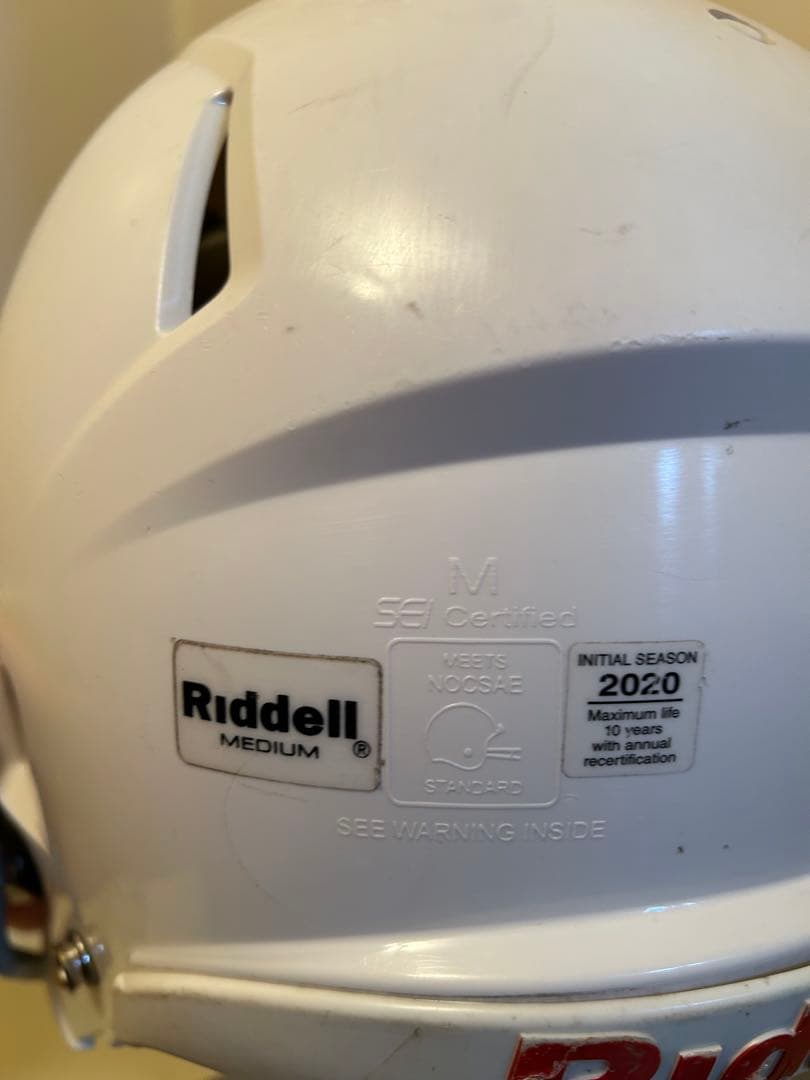 M
SEI Certified
Riddell
MEDIUM ®
MEETS
NOCSAE
STANDARD
INITIAL SEASON
2020
Maximum life
10 years
with annual
recertification
SEE WARNING INSIDE
Rid